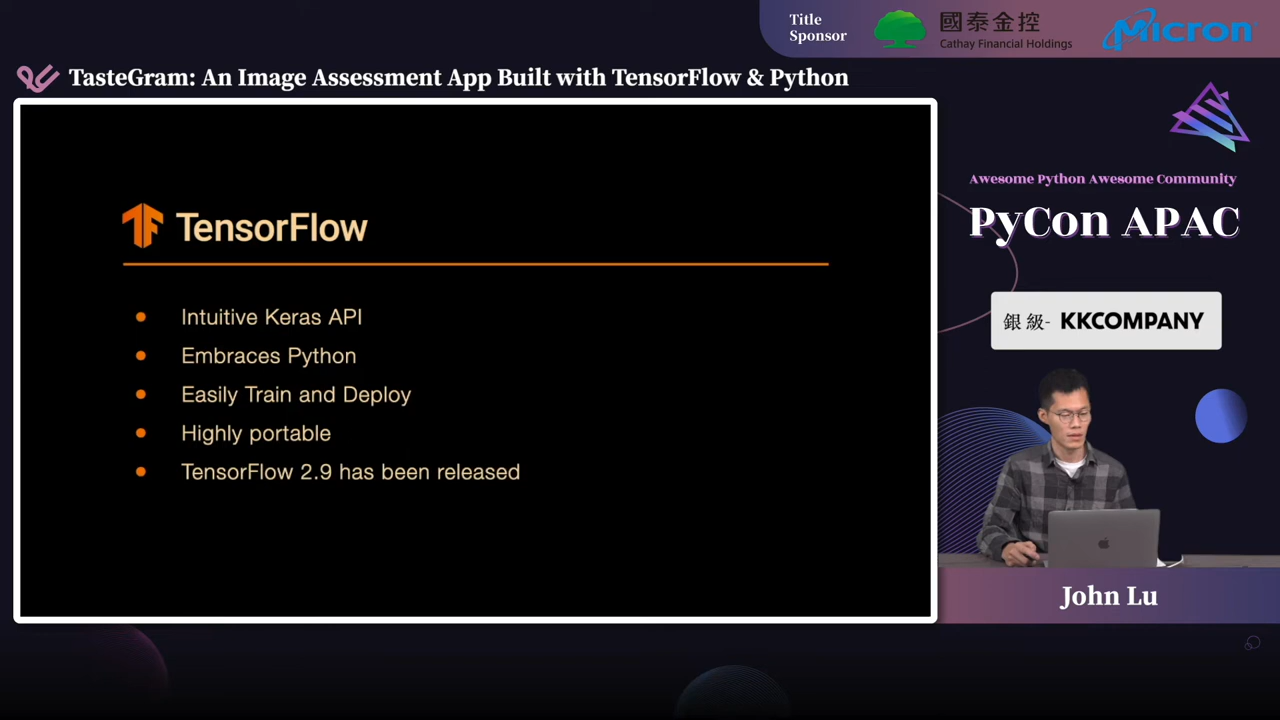 Title
Sponsor
國泰金控
Cathay Financial Holdings
Micron
TasteGram: An Image Assessment App Built with TensorFlow & Python
TensorFlow
Intuitive Keras API
Embraces Python
Easily Train and Deploy
Highly portable
TensorFlow 2.9 has been released
Awesome Python Awesome Community
PyCon APAC
銀級- KKCOMPANY
John Lu